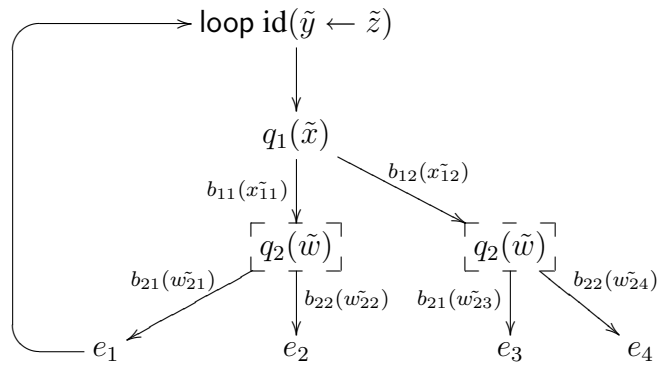 loop id(ỹ ← z̃)
q₁(x̃)
b₁₁(x̃₁₁) b₁₂(x̃₁₂)
q₂(w̃) q₂(w̃)
b₂₁(w̃₂₁) b₂₂(w̃₂₂) b₂₁(w̃₂₃) b₂₂(w̃₂₄)
e₁ e₂ e₃ e₄